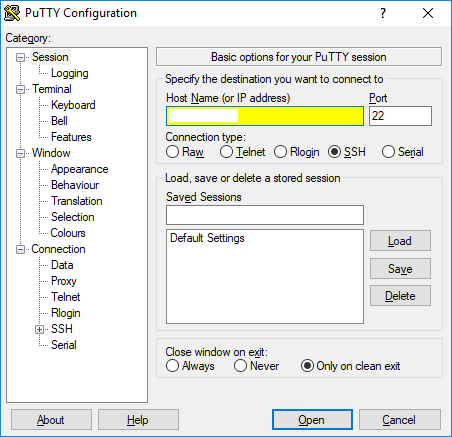 PuTTY Configuration
Category:
Session
Logging
Terminal
Keyboard
Bell
Features
Window
Appearance
Behaviour
Translation
Selection
Colours
Connection
Data
Proxy
Telnet
Rlogin
SSH
Serial
Basic options for your PuTTY session
Specify the destination you want to connect to
Host Name (or IP address) Port
22
Connection type:
Raw Telnet Rlogin SSH Serial
Load, save or delete a stored session
Saved Sessions
Default Settings
Load
Save
Delete
Close window on exit:
Always Never Only on clean exit
About Help Open Cancel